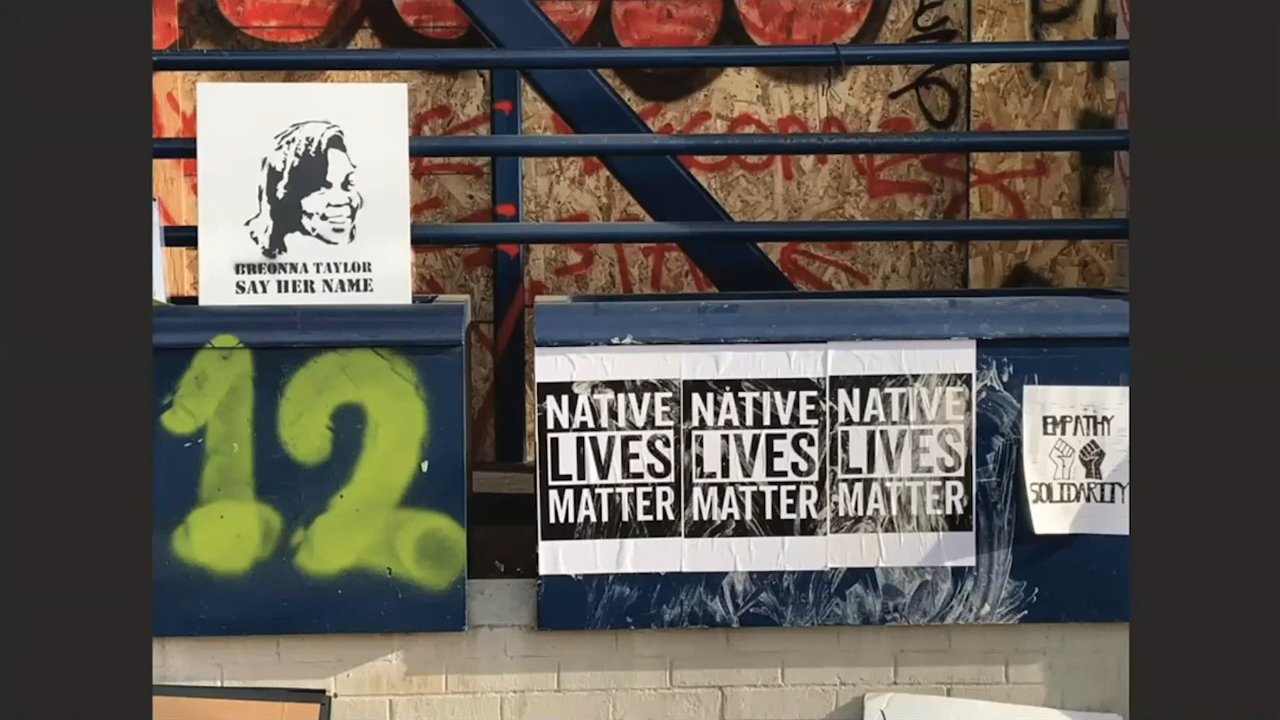 BREONNA TAYLOR
SAY HER NAME
12
NATIVE
LIVES
MATTER
NATIVE
LIVES
MATTER
NATIVE
LIVES
MATTER
EMPATHY
SOLIDARITY